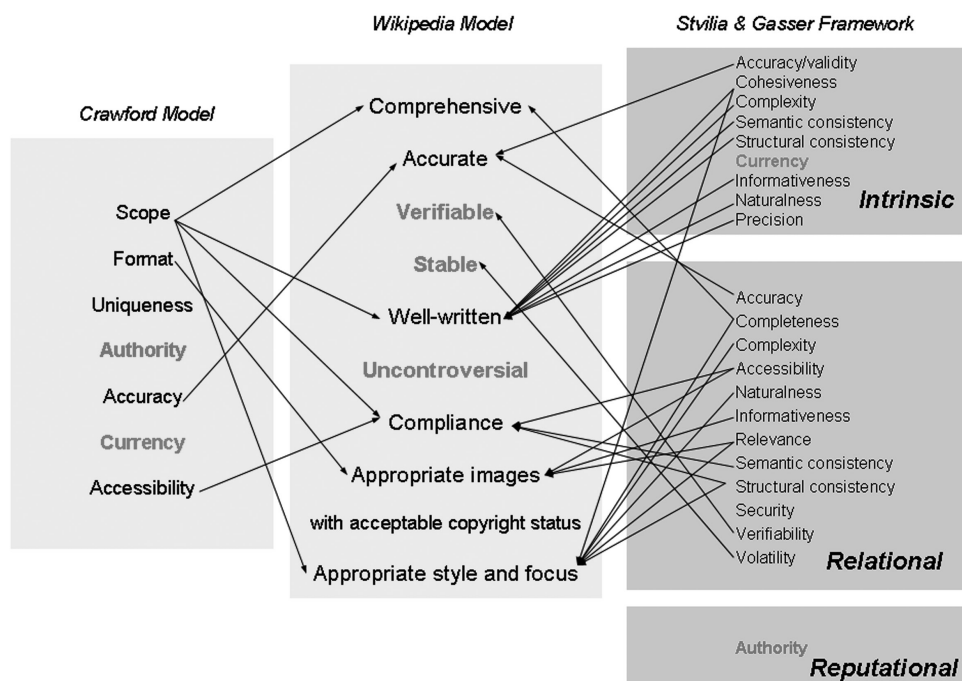 Crawford Model
Scope
Format
Uniqueness
Authority
Accuracy
Currency
Accessibility
Wikipedia Model
Comprehensive
Accurate
Verifiable
Stable
Well-written
Uncontroversial
Compliance
Appropriate images
with acceptable copyright status
Appropriate style and focus
Stvilia & Gasser Framework
Accuracy/validity
Cohesiveness
Complexity
Semantic consistency
Structural consistency
Currency
Informativeness
Naturalness
Precision
Intrinsic
Accuracy
Completeness
Complexity
Accessibility
Naturalness
Informativeness
Relevance
Semantic consistency
Structural consistency
Security
Verifiability
Volatility
Relational
Authority
Reputational